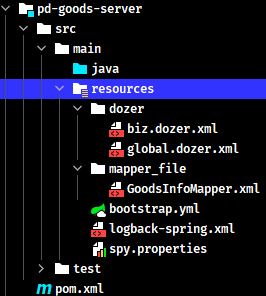 pd-goods-server
src
main
java
resources
dozer
biz.dozer.xml
global.dozer.xml
mapper_file
GoodsInfoMapper.xml
bootstrap.yml
logback-spring.xml
spy.properties
test
m pom.xml